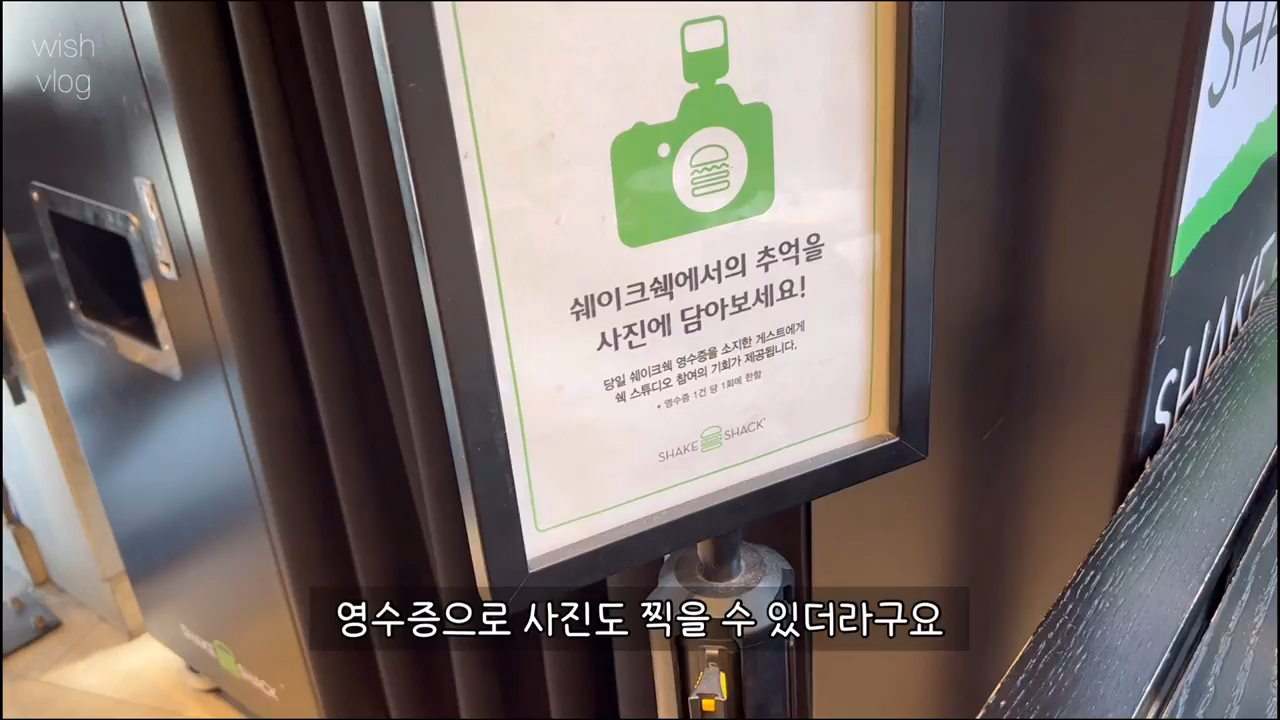 wish
vlog
쉐이크쉑에서의 추억을
사진에 담아보세요!
당일 쉐이크쉑 영수증을 소지한 게스트에게
쉑 스튜디오 참여의 기회가 제공됩니다.
* 영수증 1건 당 1회에 한함
SHAKE SHACK
SHAKE
영수증으로 사진도 찍을 수 있더라구요